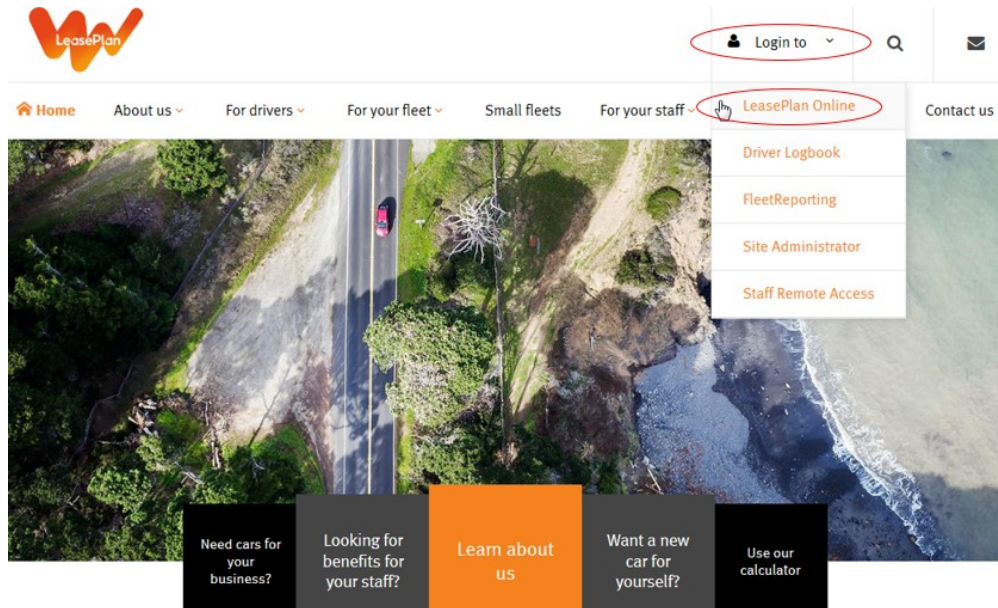 LeasePlan
Login to
Home About us For drivers For your fleet Small fleets For your staff Contact us
LeasePlan Online
Driver Logbook
FleetReporting
Site Administrator
Staff Remote Access
Need cars for
your
business?
Looking for
benefits for
your staff?
Learn about
us
Want a new
car for
yourself?
Use our
calculator